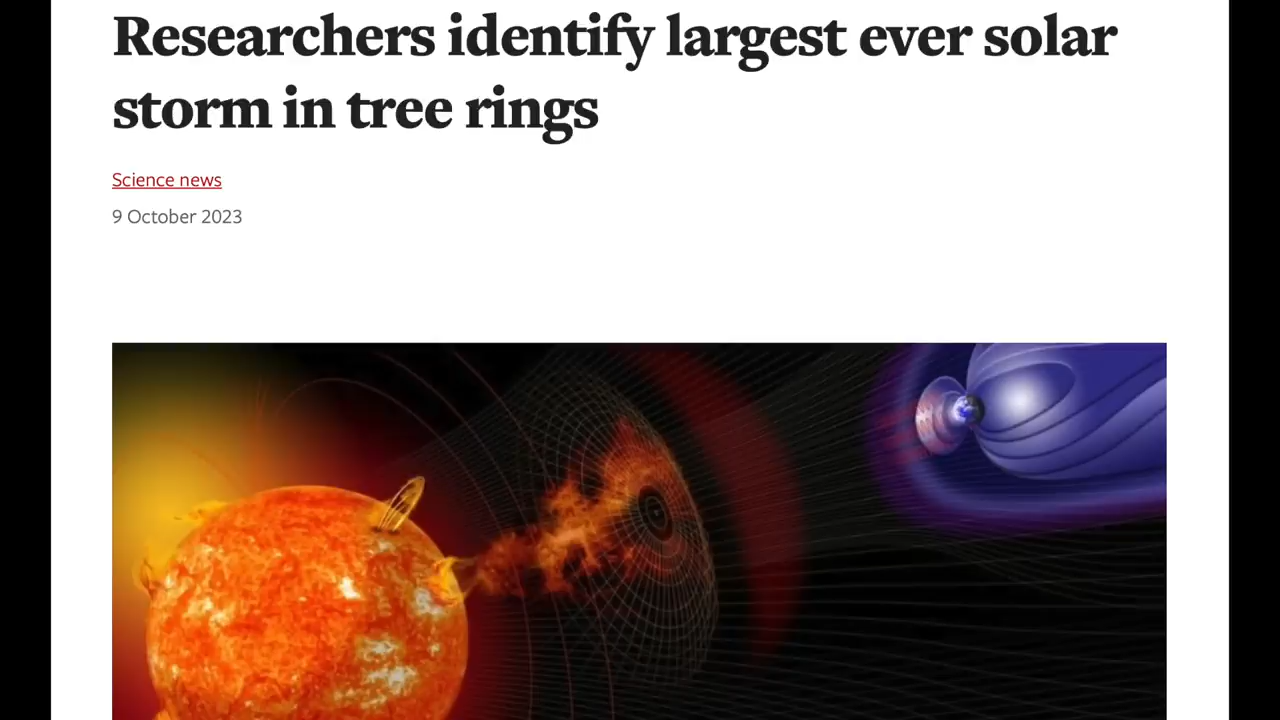 Researchers identify largest ever solar
storm in tree rings
Science news
9 October 2023